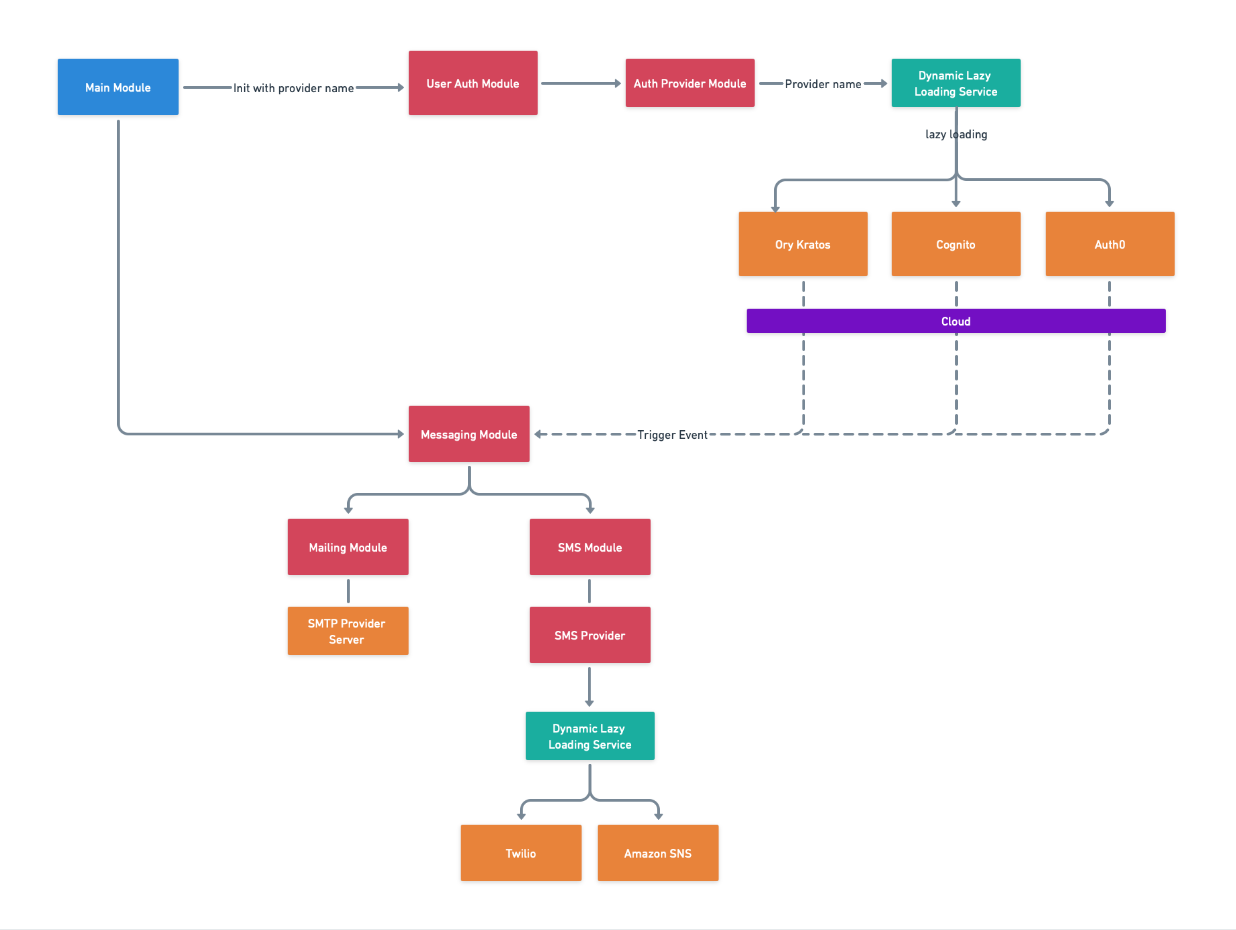 Main Module
Init with provider name
User Auth Module
Auth Provider Module
Provider name
Dynamic Lazy
Loading Service
lazy loading
Ory Kratos
Cognito
Auth0
Cloud
Messaging Module
Trigger Event
Mailing Module
SMS Module
SMTP Provider
Server
SMS Provider
Dynamic Lazy
Loading Service
Twilio
Amazon SNS